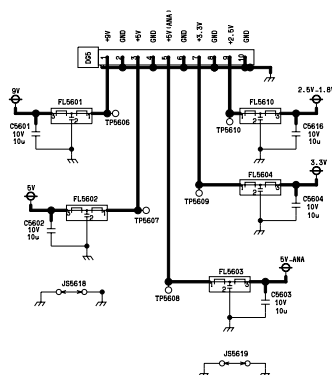 +9V
GND
+5V
GND
+5V(ANA)
GND
+3.3V
GND
+2.5V
GND
DG5
1 2 3 4 5 6 7 8 9 10
9V
FL5601
C5601
10V
10u
TP5606
FL5610
2.5V-1.8V
C5616
10V
10u
TP5610
3.3V
FL5604
C5604
10V
10u
TP5609
5V
FL5602
C5602
10V
10u
TP5607
5V-ANA
FL5603
C5603
10V
10u
TP5608
JS5618
JS5619